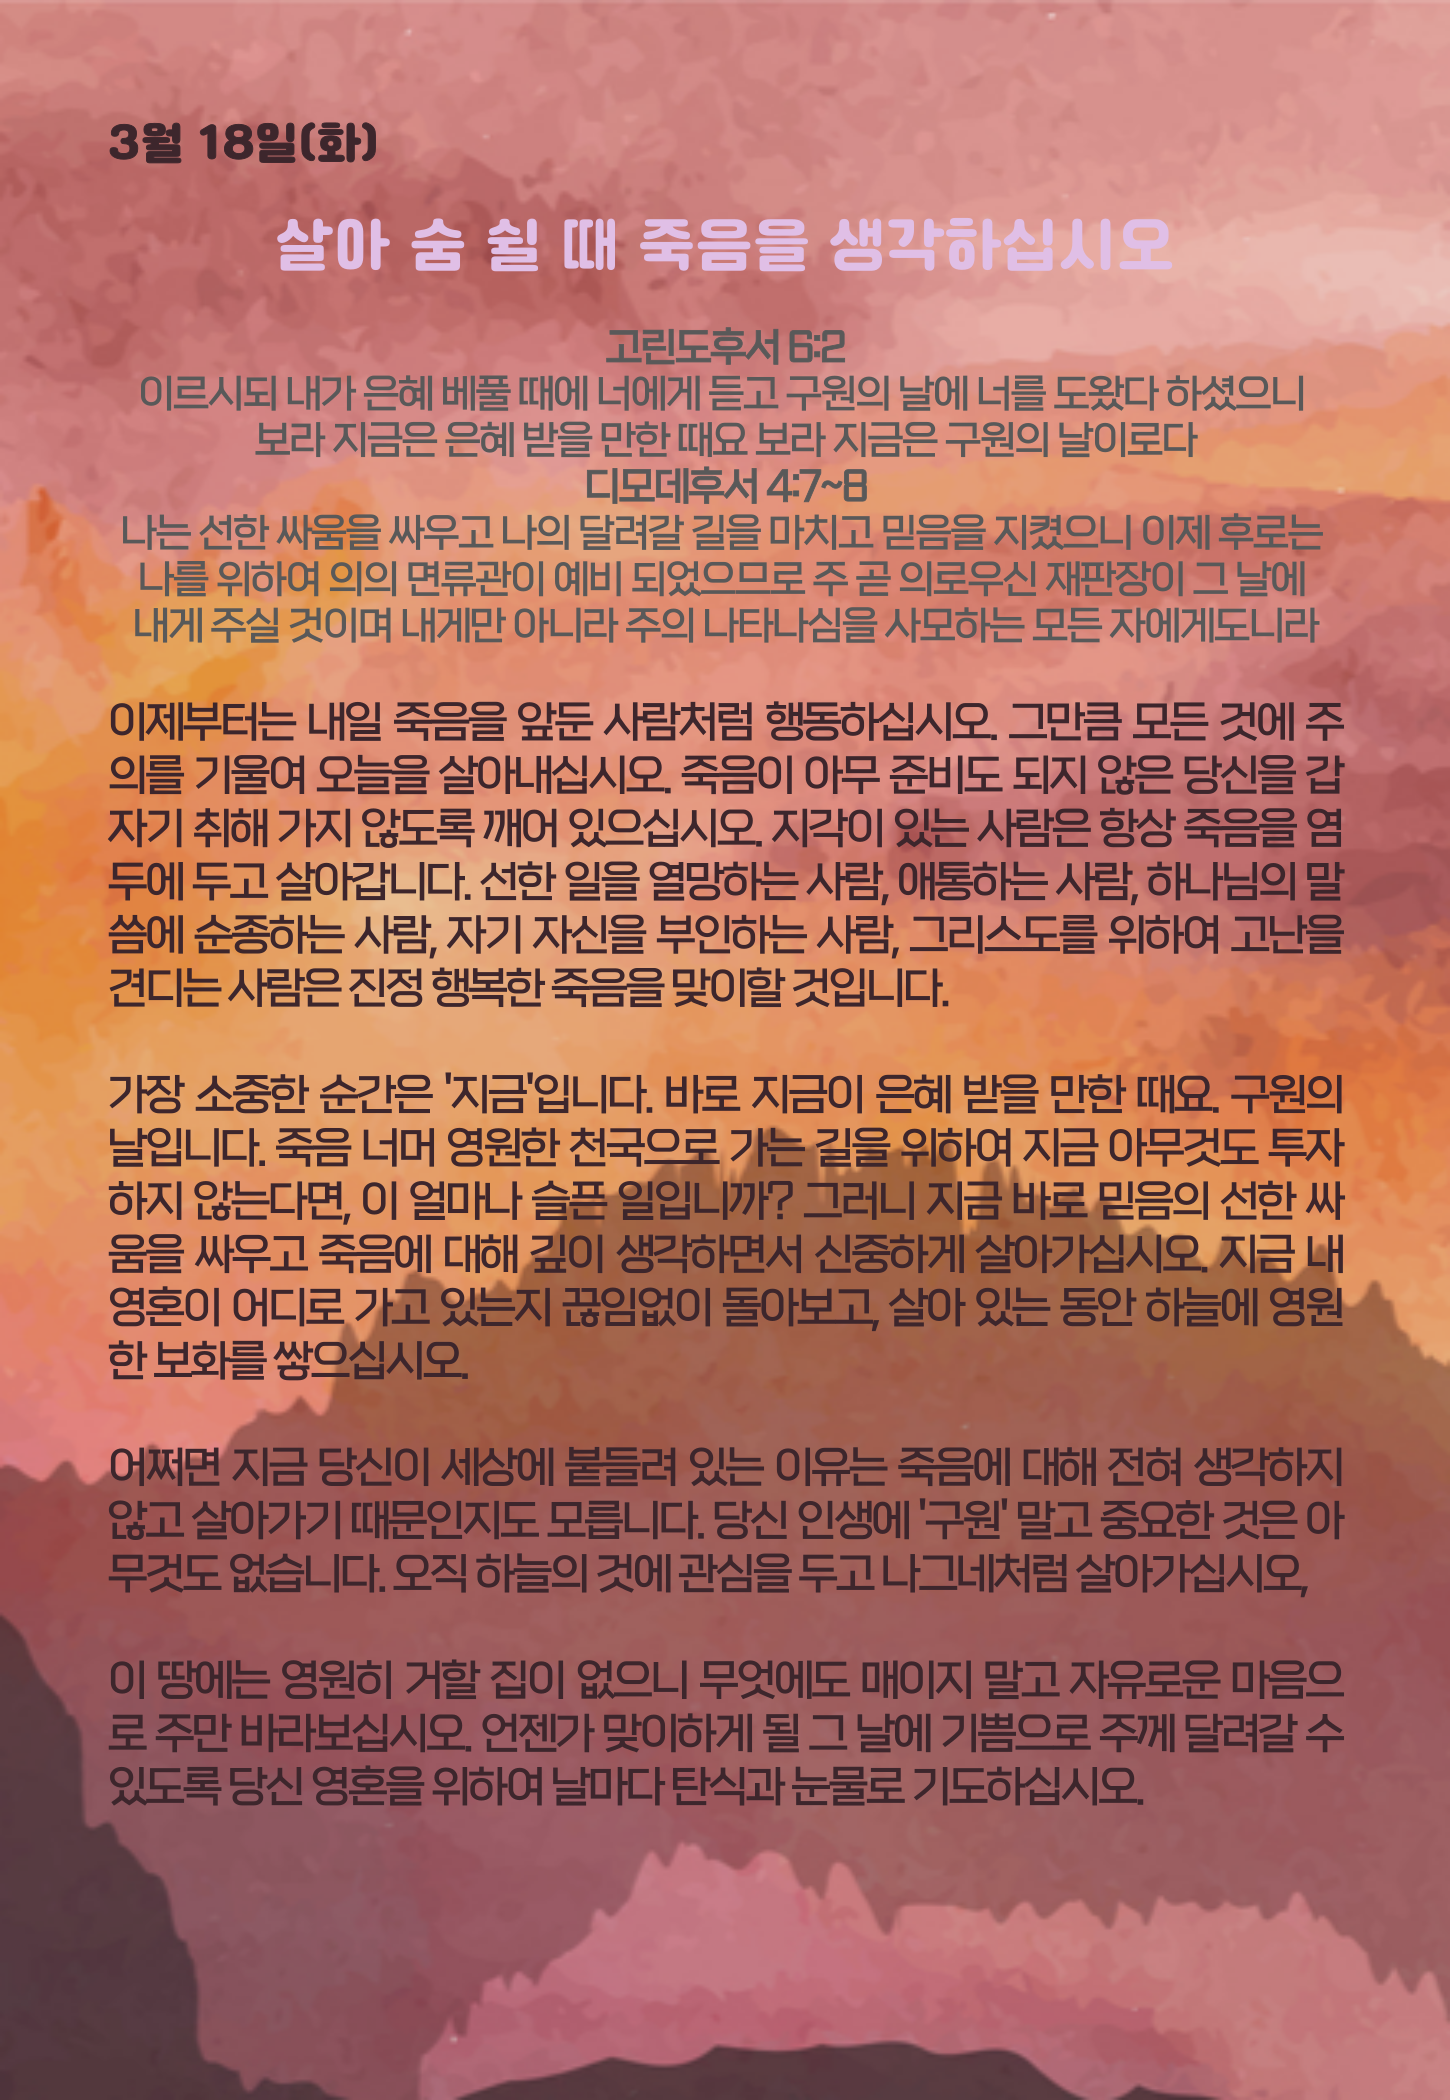 3월 18일(화)
살아 숨 쉴 때 죽음을 생각하십시오
고린도후서 6:2
이르시되 내가 은혜 베풀 때에 너에게 듣고 구원의 날에 너를 도왔다 하셨으니
보라 지금은 은혜 받을 만한 때요 보라 지금은 구원의 날이로다
디모데후서 4:7~8
나는 선한 싸움을 싸우고 나의 달려갈 길을 마치고 믿음을 지켰으니 이제 후로는
나를 위하여 의의 면류관이 예비 되었으므로 주 곧 의로우신 재판장이 그 날에
내게 주실 것이며 내게만 아니라 주의 나타나심을 사모하는 모든 자에게도니라
이제부터는 내일 죽음을 앞둔 사람처럼 행동하십시오. 그만큼 모든 것에 주
의를 기울여 오늘을 살아내십시오. 죽음이 아무 준비도 되지 않은 당신을 갑
자기 취해 가지 않도록 깨어 있으십시오. 지각이 있는 사람은 항상 죽음을 염
두에 두고 살아갑니다. 선한 일을 열망하는 사람, 애통하는 사람, 하나님의 말
씀에 순종하는 사람, 자기 자신을 부인하는 사람, 그리스도를 위하여 고난을
견디는 사람은 진정 행복한 죽음을 맞이할 것입니다.
가장 소중한 순간은 '지금'입니다. 바로 지금이 은혜 받을 만한 때요. 구원의
날입니다. 죽음 너머 영원한 천국으로 가는 길을 위하여 지금 아무것도 투자
하지 않는다면, 이 얼마나 슬픈 일입니까? 그러니 지금 바로 믿음의 선한 싸
움을 싸우고 죽음에 대해 깊이 생각하면서 신중하게 살아가십시오. 지금 내
영혼이 어디로 가고 있는지 끊임없이 돌아보고, 살아 있는 동안 하늘에 영원
한 보화를 쌓으십시오.
어쩌면 지금 당신이 세상에 붙들려 있는 이유는 죽음에 대해 전혀 생각하지
않고 살아가기 때문인지도 모릅니다. 당신 인생에 '구원' 말고 중요한 것은 아
무것도 없습니다. 오직 하늘의 것에 관심을 두고 나그네처럼 살아가십시오,
이 땅에는 영원히 거할 집이 없으니 무엇에도 매이지 말고 자유로운 마음으
로 주만 바라보십시오. 언젠가 맞이하게 될 그 날에 기쁨으로 주께 달려갈 수
있도록 당신 영혼을 위하여 날마다 탄식과 눈물로 기도하십시오.